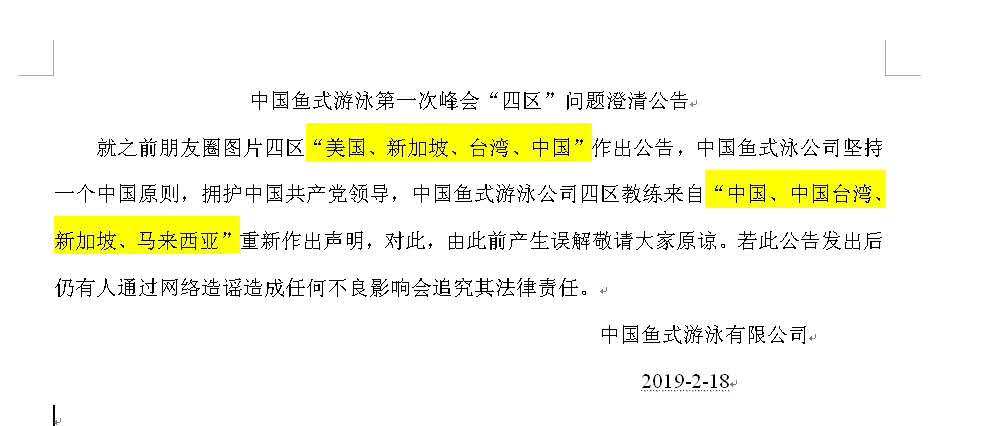 中国鱼式游泳第一次峰会“四区”问题澄清公告
就之前朋友圈图片四区“美国、新加坡、台湾、中国”作出公告，中国鱼式泳公司坚持
一个中国原则，拥护中国共产党领导，中国鱼式游泳公司四区教练来自“中国、中国台湾、
新加坡、马来西亚”重新作出声明，对此，由此前产生误解敬请大家原谅。若此公告发出后
仍有人通过网络造谣造成任何不良影响会追究其法律责任。
中国鱼式游泳有限公司
2019-2-18